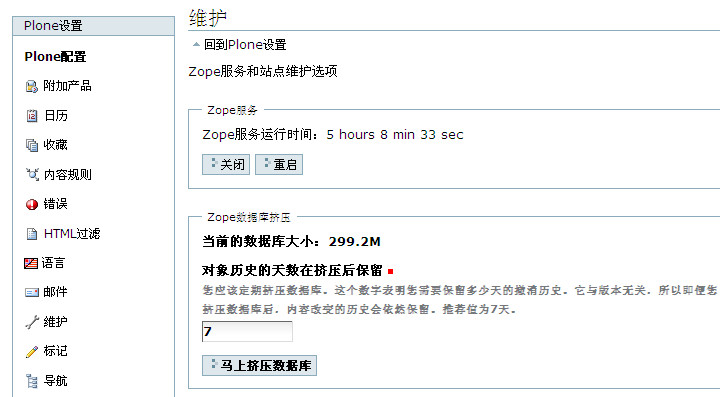 Plone设置
Plone配置
附加产品
日历
收藏
内容规则
错误
HTML过滤
语言
邮件
维护
标记
导航
维护
回到Plone设置
Zope服务和站点维护选项
Zope服务
Zope服务运行时间：5 hours 8 min 33 sec
关闭 重启
Zope数据库挤压
当前的数据库大小：299.2M
对象历史的天数在挤压后保留
您应该定期挤压数据库。这个数字表明您需要保留多少天的撤消历史。它与版本无关，所以即便您
挤压数据库后，内容改变的历史会依然保留。推荐值为7天。
7
马上挤压数据库